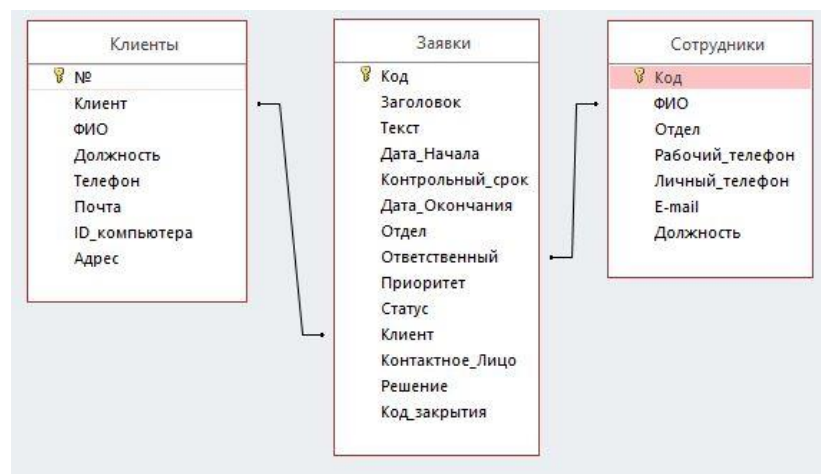 Клиенты
№
Клиент
ФИО
Должность
Телефон
Почта
ID_компьютера
Адрес
Заявки
Код
Заголовок
Текст
Дата_Начала
Контрольный_срок
Дата_Окончания
Отдел
Ответственный
Приоритет
Статус
Клиент
Контактное_Лицо
Решение
Код_закрытия
Сотрудники
Код
ФИО
Отдел
Рабочий_телефон
Личный_телефон
E-mail
Должность